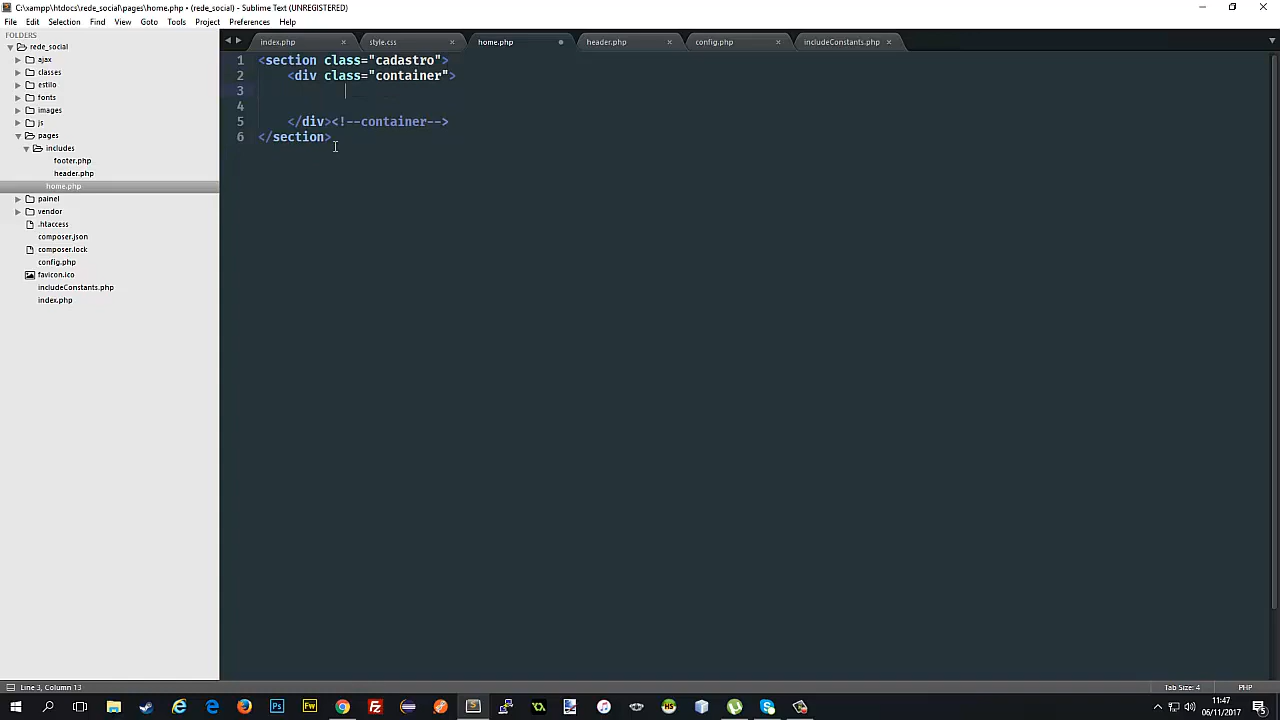 C:\xampp\htdocs\rede_social\pages\home.php • (rede_social) - Sublime Text (UNREGISTERED)
File Edit Selection Find View Goto Tools Project Preferences Help
FOLDERS
rede_social
ajax
classes
estilo
fonts
images
js
pages
includes
footer.php
header.php
home.php
painel
vendor
.htaccess
composer.json
composer.lock
config.php
favicon.ico
includeConstants.php
index.php
index.php style.css home.php header.php config.php includeConstants.php
1 <section class="cadastro">
2 <div class="container">
3
4
5 </div><!--container-->
6 </section>
Line 3, Column 13
Tab Size: 4 PHP
11:47
06/11/2017